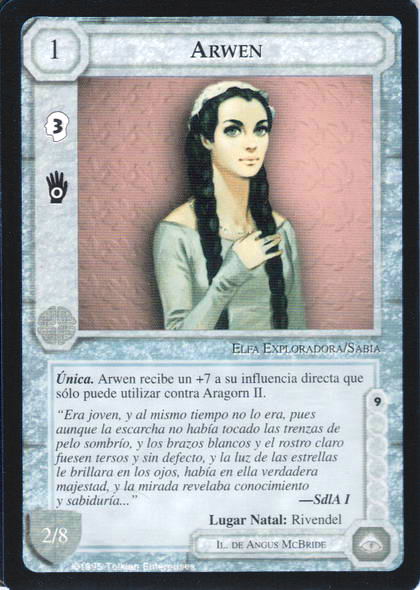 1
ARWEN
3
ELFA EXPLORADORA/SABIA
Única. Arwen recibe un +7 a su influencia directa que
sólo puede utilizar contra Aragorn II.
9
“Era joven, y al mismo tiempo no lo era, pues
aunque la escarcha no había tocado las trenzas de
pelo sombrío, y los brazos blancos y el rostro claro
fuesen tersos y sin defecto, y la luz de las estrellas
le brillara en los ojos, había en ella verdadera
majestad, y la mirada revelaba conocimiento
y sabiduría...” —SdlA I
Lugar Natal: Rivendel
2/8
IL. DE ANGUS MCBRIDE
©1995 Tolkien Enterprises